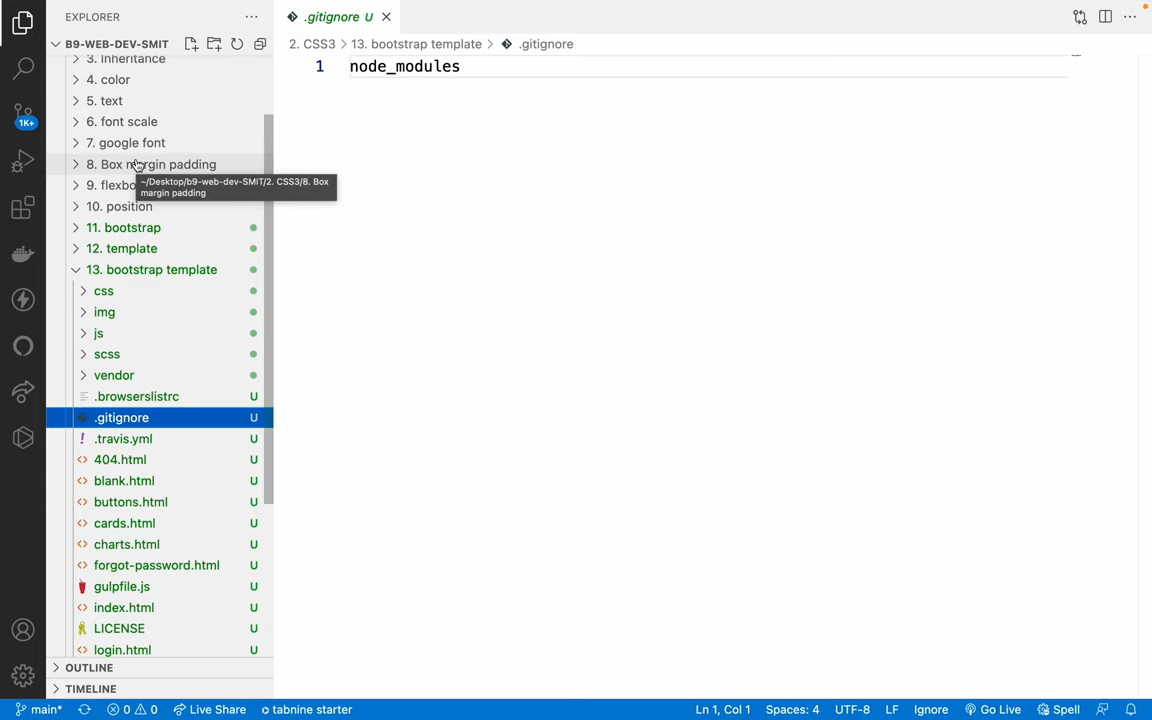 EXPLORER
.gitignore U
B9-WEB-DEV-SMIT
2. CSS3 > 13. bootstrap template > .gitignore
3. Inheritance
1 node_modules
4. color
5. text
6. font scale
7. google font
8. Box margin padding
~/Desktop/b9-web-dev-SMIT/2. CSS3/8. Box
margin padding
9. flexbo
10. position
11. bootstrap
12. template
13. bootstrap template
css
img
js
scss
vendor
.browserslistrc U
.gitignore U
.travis.yml U
404.html U
blank.html U
buttons.html U
cards.html U
charts.html U
forgot-password.html U
gulpfile.js U
index.html U
LICENSE U
login.html U
OUTLINE
TIMELINE
1K+
main* 0 0 Live Share tabnine starter Ln 1, Col 1 Spaces: 4 UTF-8 LF Ignore Go Live Spell